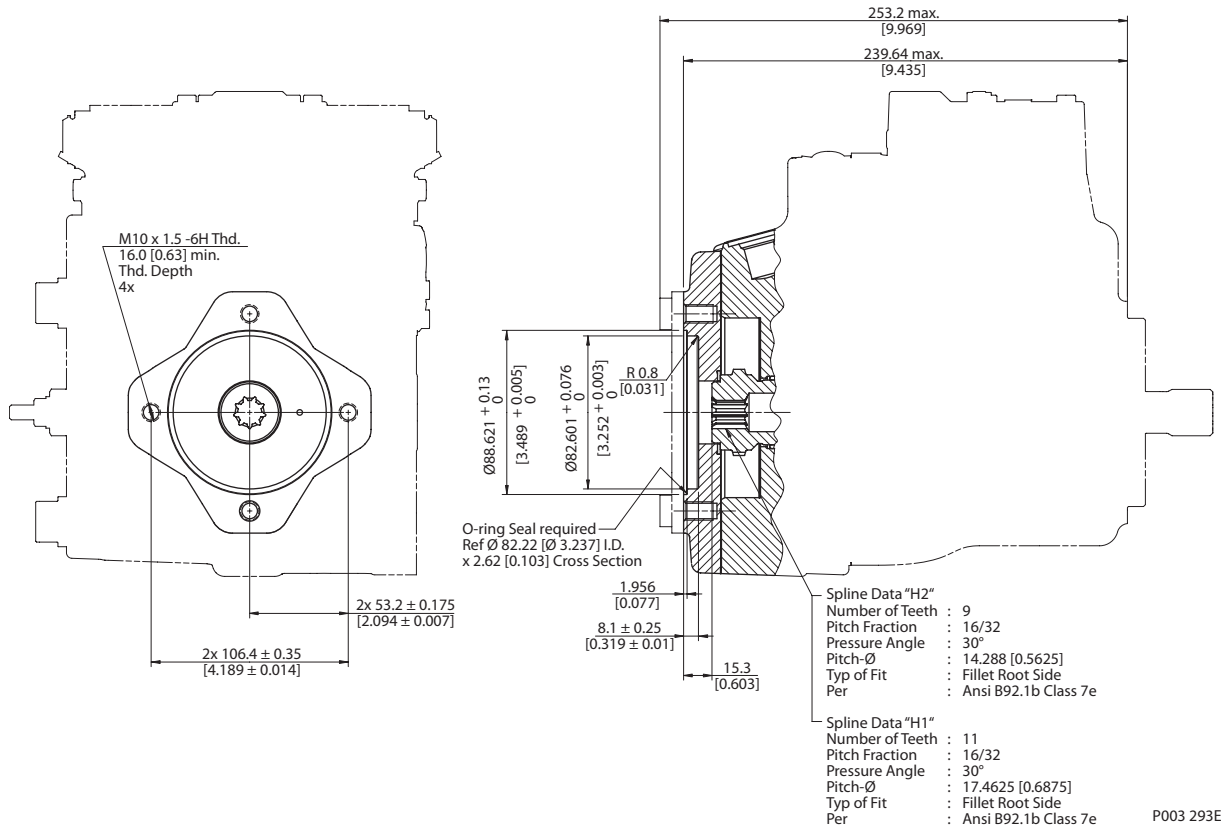 253.2 max.
[9.969]
239.64 max.
[9.435]
M10 x 1.5 -6H Thd.
16.0 [0.63] min.
Thd. Depth
4x
Ø88.621 + 0.13
0
[3.489 + 0.005]
0
Ø82.601 + 0.076
0
[3.252 + 0.003]
0
R 0.8
[0.031]
O-ring Seal required
Ref Ø 82.22 [Ø 3.237] I.D.
x 2.62 [0.103] Cross Section
2x 53.2 ± 0.175
[2.094 ± 0.007]
2x 106.4 ± 0.35
[4.189 ± 0.014]
1.956
[0.077]
8.1 ± 0.25
[0.319 ± 0.01]
15.3
[0.603]
Spline Data "H2"
Number of Teeth : 9
Pitch Fraction : 16/32
Pressure Angle : 30°
Pitch-Ø : 14.288 [0.5625]
Typ of Fit : Fillet Root Side
Per : Ansi B92.1b Class 7e
Spline Data "H1"
Number of Teeth : 11
Pitch Fraction : 16/32
Pressure Angle : 30°
Pitch-Ø : 17.4625 [0.6875]
Typ of Fit : Fillet Root Side
Per : Ansi B92.1b Class 7e
P003 293E